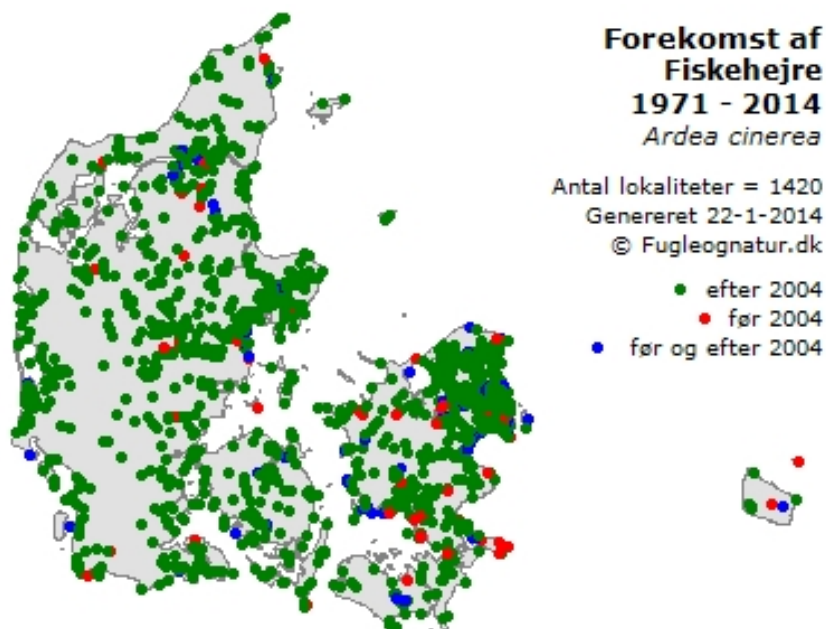 Forekomst af
Fiskehejre
1971 - 2014
Ardea cinerea
Antal lokaliteter = 1420
Genereret 22-1-2014
© Fugleognatur.dk
efter 2004
før 2004
før og efter 2004